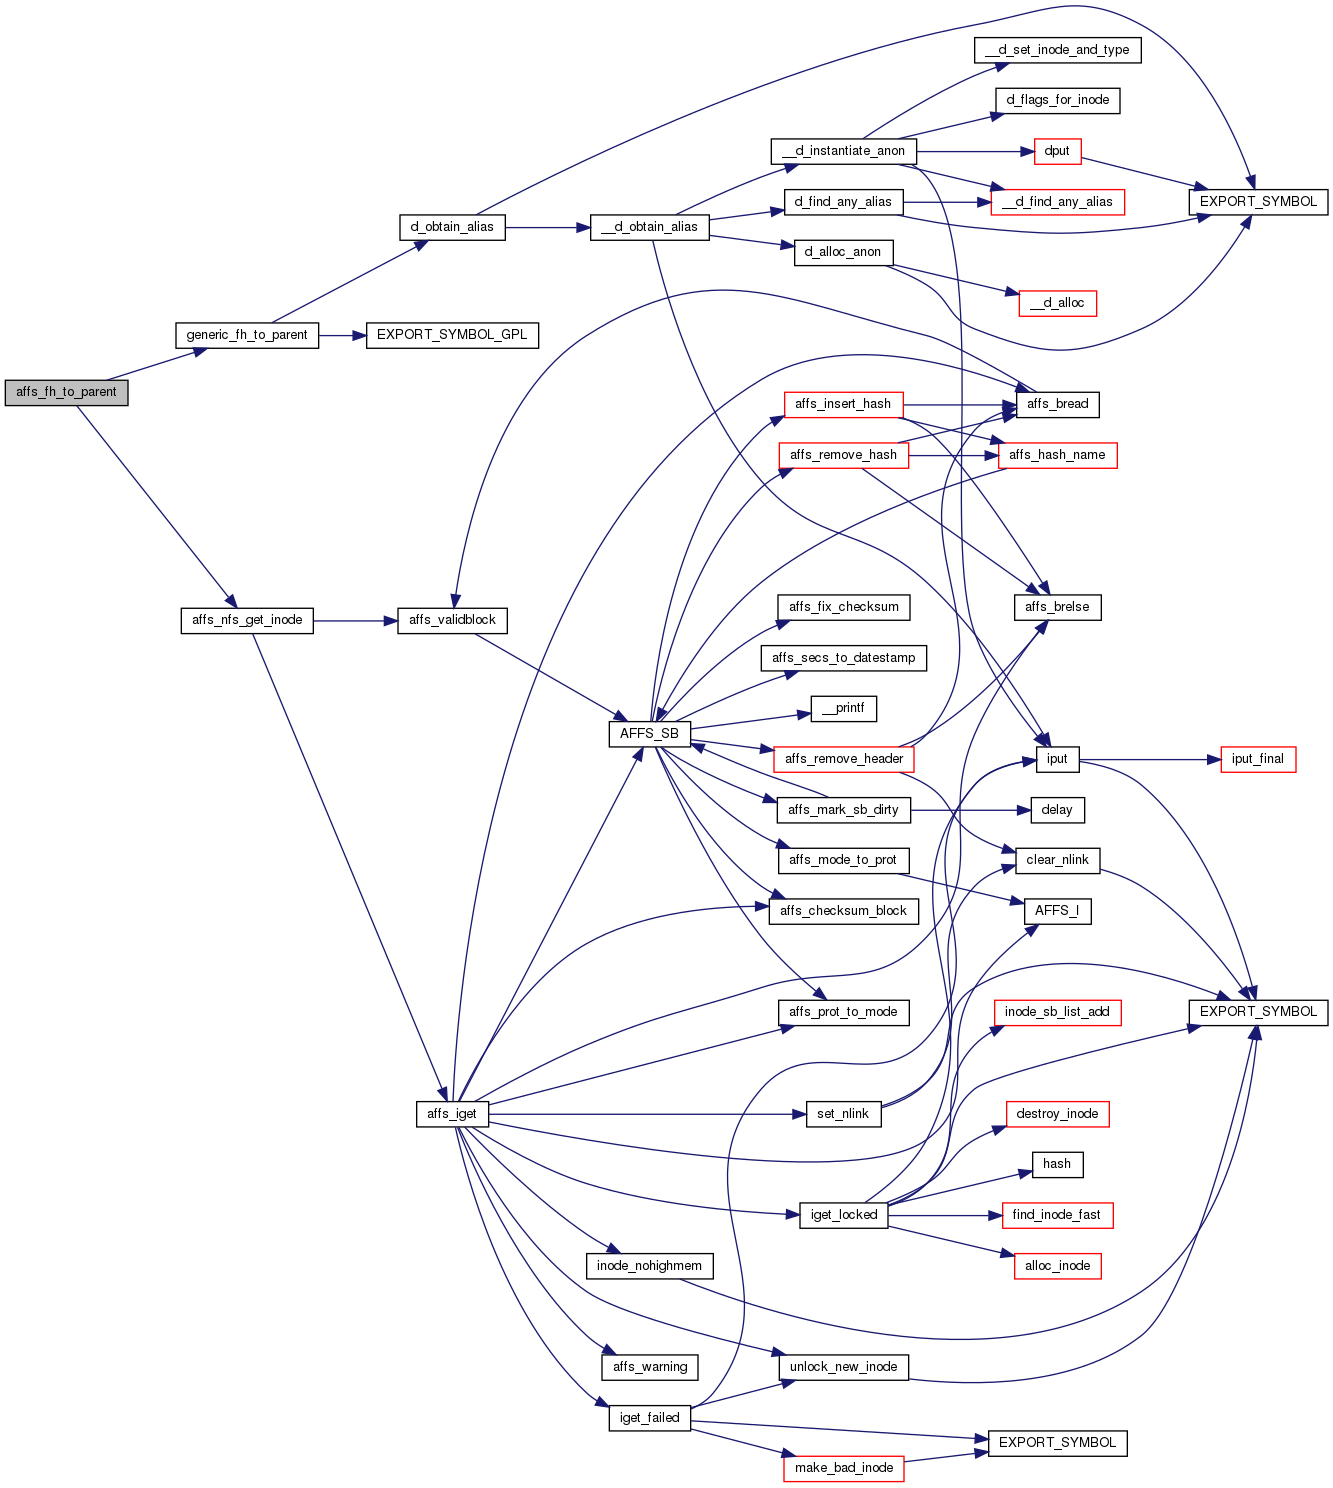 __d_set_inode_and_type
d_flags_for_inode
__d_instantiate_anon
dput
d_find_any_alias
__d_find_any_alias
EXPORT_SYMBOL
d_obtain_alias
__d_obtain_alias
d_alloc_anon
__d_alloc
generic_fh_to_parent
EXPORT_SYMBOL_GPL
affs_fh_to_parent
affs_insert_hash
affs_bread
affs_remove_hash
affs_hash_name
affs_nfs_get_inode
affs_validblock
affs_fix_checksum
affs_brelse
affs_secs_to_datestamp
__printf
AFFS_SB
affs_remove_header
iput
iput_final
affs_mark_sb_dirty
delay
affs_mode_to_prot
clear_nlink
affs_checksum_block
AFFS_I
affs_prot_to_mode
inode_sb_list_add
EXPORT_SYMBOL
affs_iget
set_nlink
destroy_inode
hash
iget_locked
find_inode_fast
inode_nohighmem
alloc_inode
affs_warning
unlock_new_inode
iget_failed
EXPORT_SYMBOL
make_bad_inode